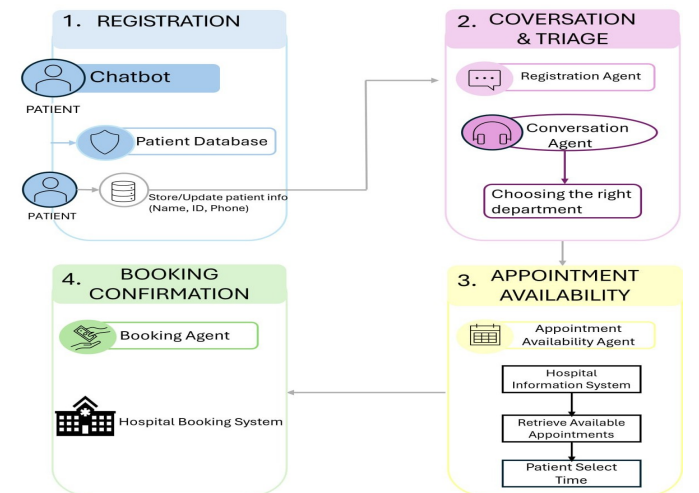 1. REGISTRATION
Chatbot
PATIENT
Patient Database
PATIENT
Store/Update patient info
(Name, ID, Phone)
2. COVERSATION
& TRIAGE
Registration Agent
Conversation
Agent
Choosing the right
department
3. APPOINTMENT
AVAILABILITY
Appointment
Availability Agent
Hospital
Information System
Retrieve Available
Appointments
Patient Select
Time
4. BOOKING
CONFIRMATION
Booking Agent
Hospital Booking System